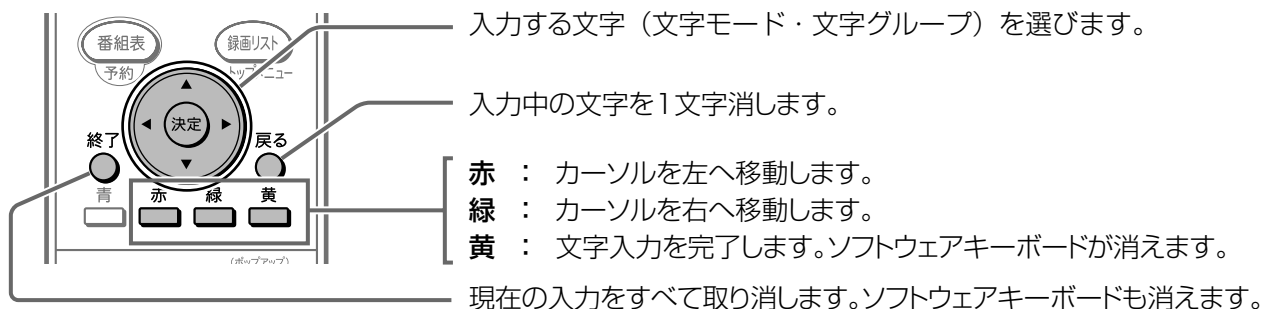 番組表
録画リスト
予約
トップメニュー
決定
終了
戻る
青
赤
緑
黄
(ポップアップ)
入力する文字（文字モード・文字グループ）を選びます。
入力中の文字を1文字消します。
赤 ： カーソルを左へ移動します。
緑 ： カーソルを右へ移動します。
黄 ： 文字入力を完了します。ソフトウェアキーボードが消えます。
現在の入力をすべて取り消します。ソフトウェアキーボードも消えます。